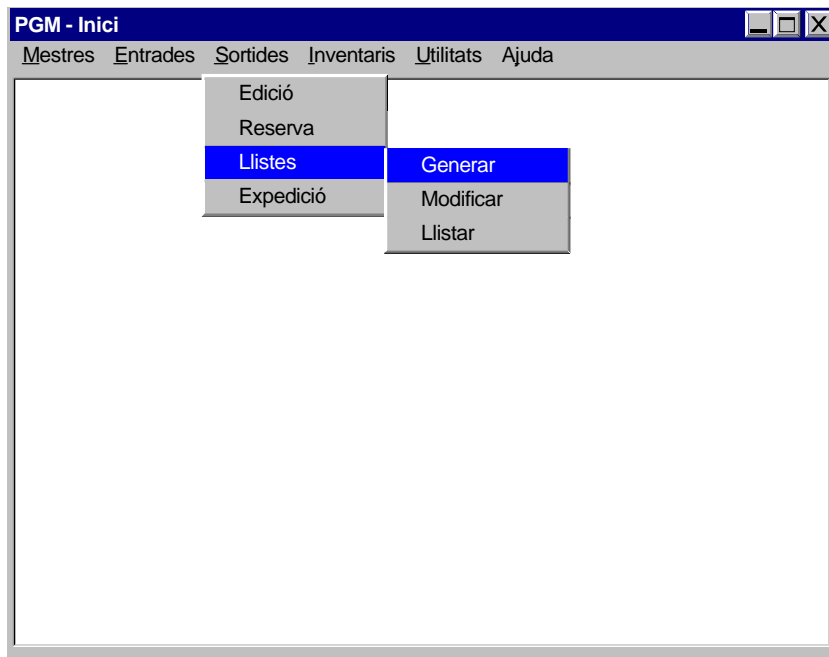 PGM - Inici
Mestres Entrades Sortides Inventaris Utilitats Ajuda
Edició
Reserva
Llistes
Generar
Expedició
Modificar
Llistar